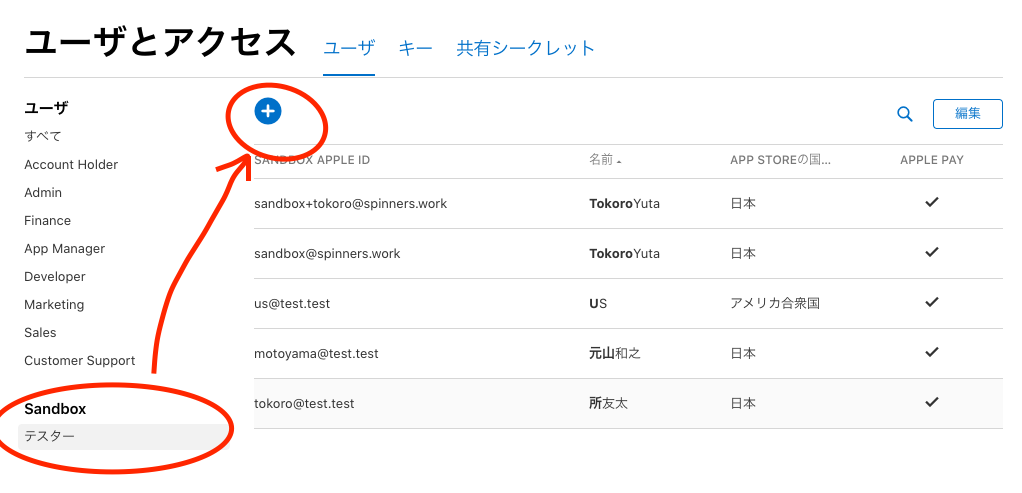 ユーザとアクセス ユーザ キー 共有シークレット
ユーザ
すべて
Account Holder
Admin
Finance
App Manager
Developer
Marketing
Sales
Customer Support
Sandbox
テスター
編集
SANDBOX APPLE ID 名前 APP STOREの国... APPLE PAY
sandbox+tokoro@spinners.work TokoroYuta 日本
sandbox@spinners.work TokoroYuta 日本
us@test.test US アメリカ合衆国
motoyama@test.test 元山和之 日本
tokoro@test.test 所友太 日本